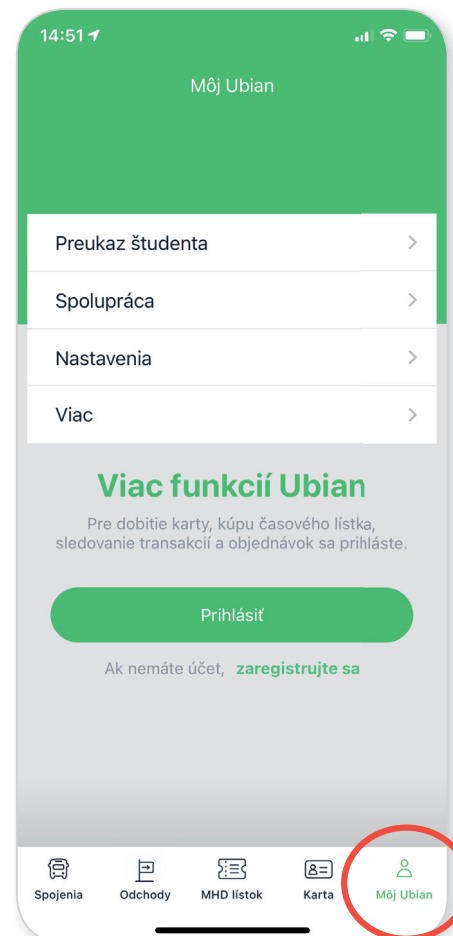 14:51
Môj Ubian
Preukaz študenta
Spolupráca
Nastavenia
Viac
Viac funkcií Ubian
Pre dobitie karty, kúpu časového lístka,
sledovanie transakcií a objednávok sa prihláste.
Prihlásiť
Ak nemáte účet, zaregistrujte sa
Spojenia Odchody MHD lístok Karta Môj Ubian